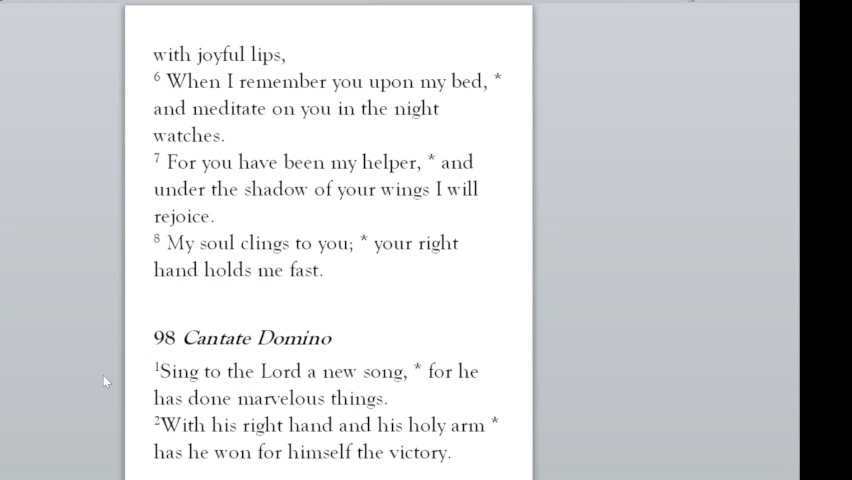 with joyful lips,
⁶ When I remember you upon my bed, *
and meditate on you in the night
watches.
⁷ For you have been my helper, * and
under the shadow of your wings I will
rejoice.
⁸ My soul clings to you; * your right
hand holds me fast.
98 Cantate Domino
¹Sing to the Lord a new song, * for he
has done marvelous things.
²With his right hand and his holy arm *
has he won for himself the victory.